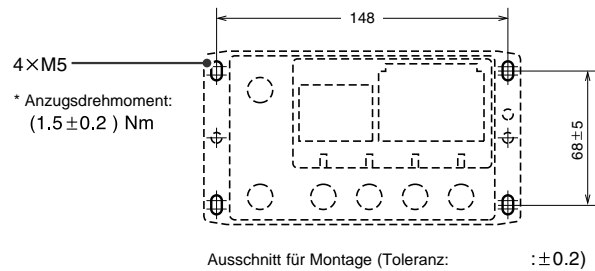 148
4×M5
* Anzugsdrehmoment:
(1.5±0.2 ) Nm
68±5
Ausschnitt für Montage (Toleranz: :±0.2)